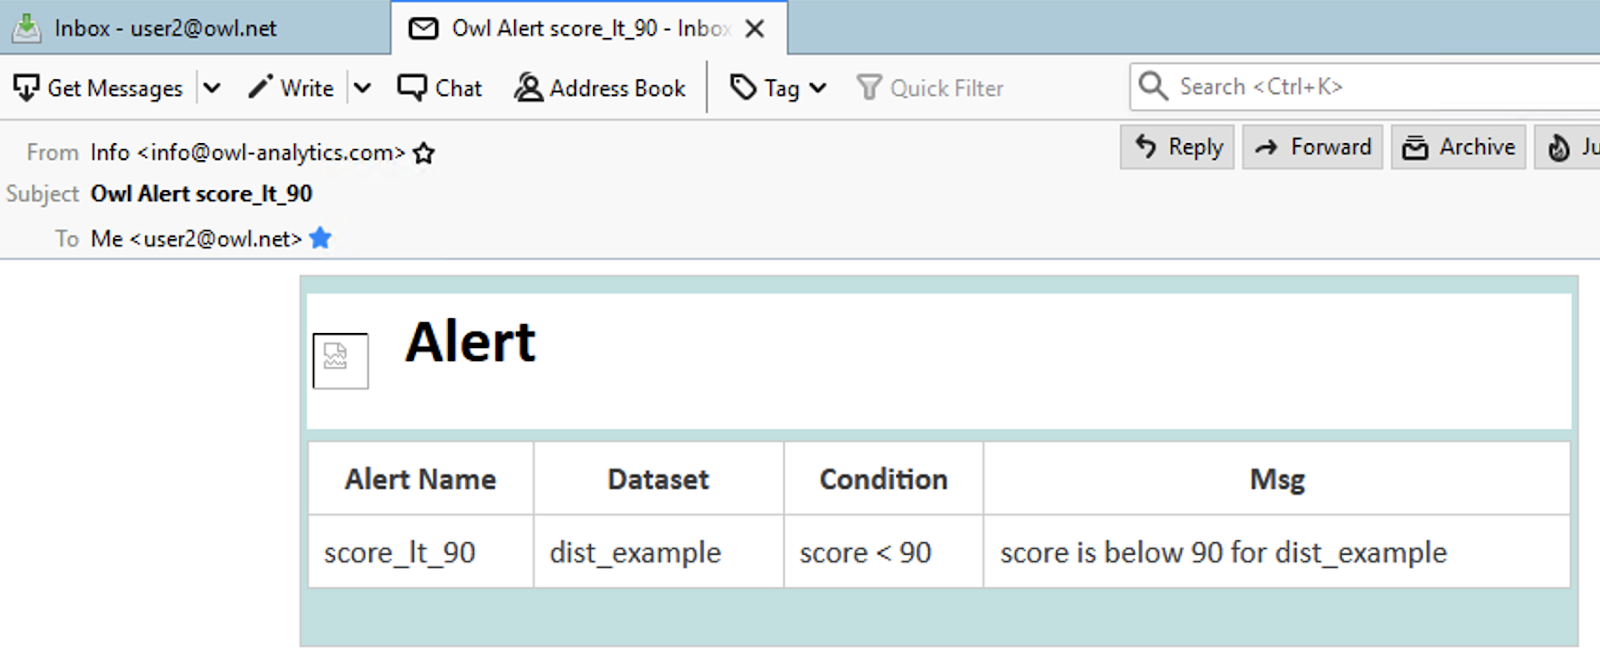 Inbox - user2@owl.net
Owl Alert score_lt_90 - Inbox
Get Messages Write Chat Address Book Tag Quick Filter Search <Ctrl+K>
From Info <info@owl-analytics.com> Reply Forward Archive Ju
Subject Owl Alert score_lt_90
To Me <user2@owl.net>
Alert
Alert Name Dataset Condition Msg
score_lt_90 dist_example score < 90 score is below 90 for dist_example